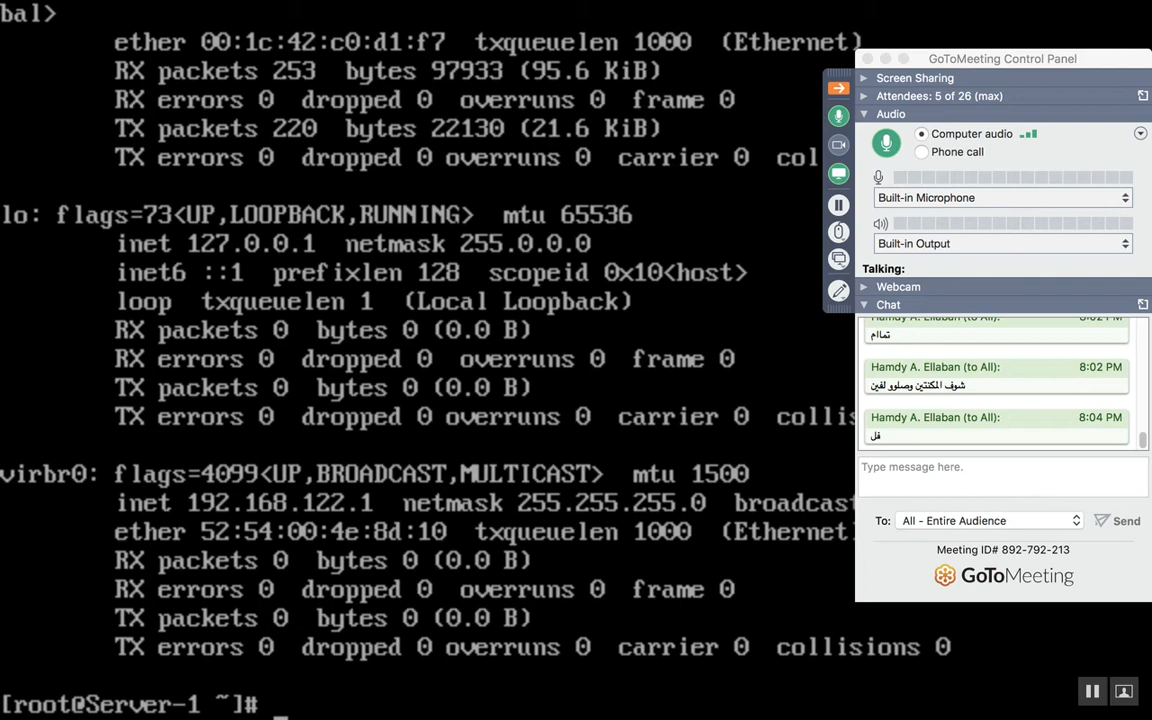 bal>
ether 00:1c:42:c0:d1:f7 txqueuelen 1000 (Ethernet)
RX packets 253 bytes 97933 (95.6 KiB)
RX errors 0 dropped 0 overruns 0 frame 0
TX packets 220 bytes 22130 (21.6 KiB)
TX errors 0 dropped 0 overruns 0 carrier 0 col
lo: flags=73<UP,LOOPBACK,RUNNING> mtu 65536
inet 127.0.0.1 netmask 255.0.0.0
inet6 ::1 prefixlen 128 scopeid 0x10<host>
loop txqueuelen 1 (Local Loopback)
RX packets 0 bytes 0 (0.0 B)
RX errors 0 dropped 0 overruns 0 frame 0
TX packets 0 bytes 0 (0.0 B)
TX errors 0 dropped 0 overruns 0 carrier 0 collis
virbr0: flags=4099<UP,BROADCAST,MULTICAST> mtu 1500
inet 192.168.122.1 netmask 255.255.255.0 broadcast
ether 52:54:00:4e:8d:10 txqueuelen 1000 (Ethernet
RX packets 0 bytes 0 (0.0 B)
RX errors 0 dropped 0 overruns 0 frame 0
TX packets 0 bytes 0 (0.0 B)
TX errors 0 dropped 0 overruns 0 carrier 0 collisions 0
[root@Server-1 ~]#
GoToMeeting Control Panel
Screen Sharing
Attendees: 5 of 26 (max)
Audio
Computer audio
Phone call
Built-in Microphone
Built-in Output
Talking:
Webcam
Chat
Hamdy A. Ellaban (to All): 8:02 PM
تماام
Hamdy A. Ellaban (to All): 8:02 PM
شوف المكنتين وصلوو لفين
Hamdy A. Ellaban (to All): 8:04 PM
فل
Type message here.
To: All - Entire Audience Send
Meeting ID# 892-792-213
GoToMeeting